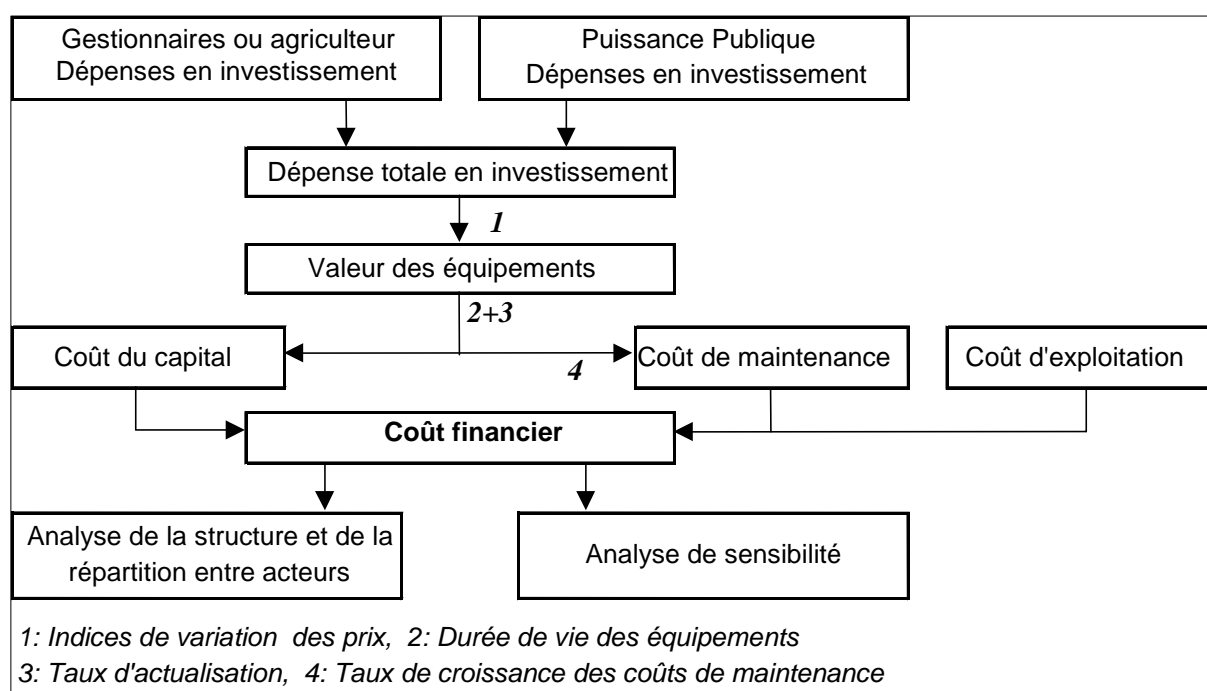 Gestionnaires ou agriculteur
Dépenses en investissement
Puissance Publique
Dépenses en investissement
Dépense totale en investissement
1
Valeur des équipements
2+3
Coût du capital
4
Coût de maintenance
Coût d'exploitation
Coût financier
Analyse de la structure et de la
répartition entre acteurs
Analyse de sensibilité
1: Indices de variation des prix, 2: Durée de vie des équipements
3: Taux d'actualisation, 4: Taux de croissance des coûts de maintenance